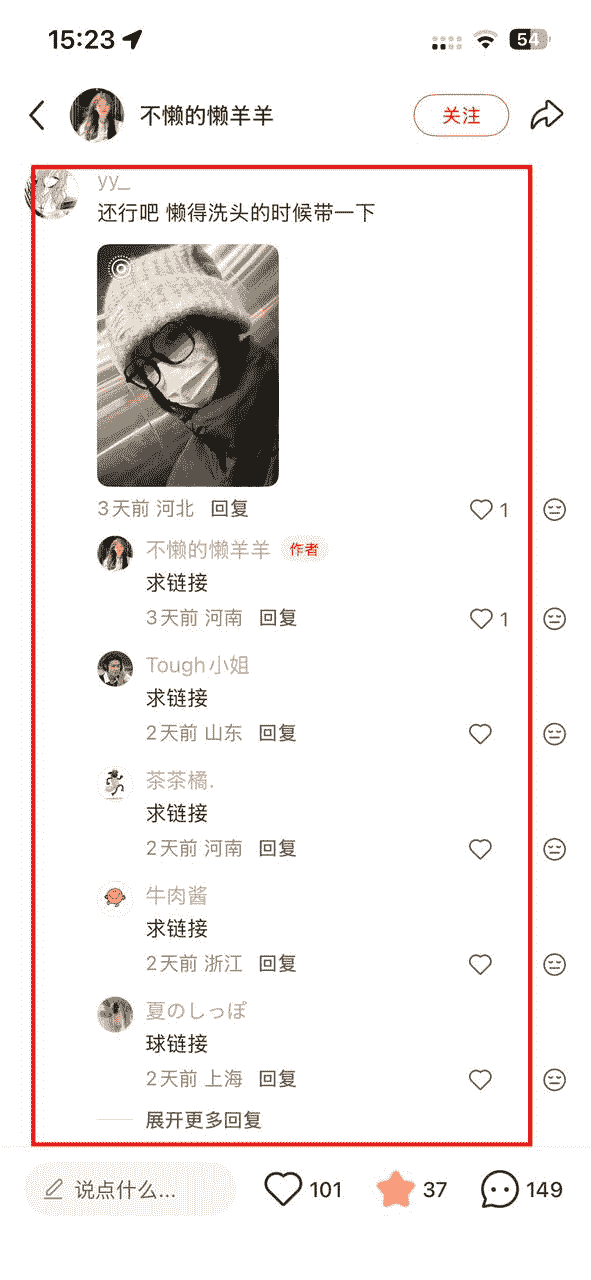 15:23
54
不懒的懒羊羊
关注
yy_
还行吧 懒得洗头的时候带一下
3天前 河北 回复
1
不懒的懒羊羊 作者
求链接
3天前 河南 回复
1
Tough小姐
求链接
2天前 山东 回复
茶茶橘.
求链接
2天前 河南 回复
牛肉酱
求链接
2天前 浙江 回复
夏のしっぽ
球链接
2天前 上海 回复
展开更多回复
说点什么...
101
37
149